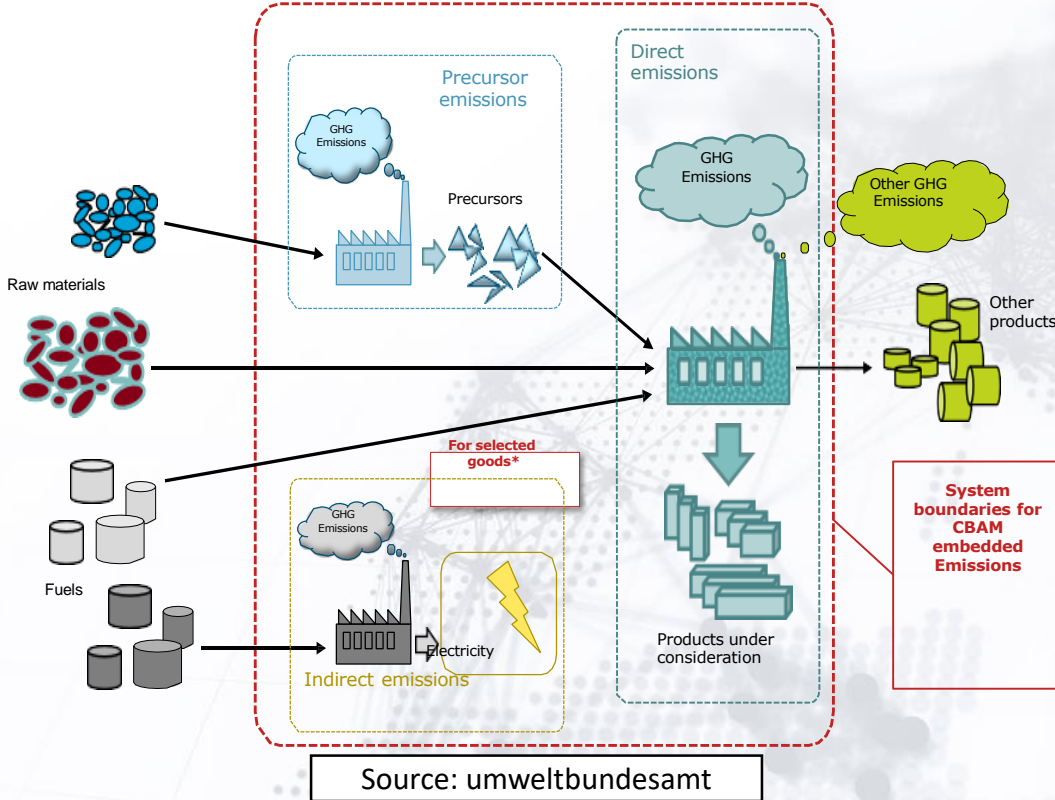 Precursor
emissions
Direct
emissions
GHG
Emissions
GHG
Emissions
Other GHG
Emissions
Precursors
Raw materials
Other
products
For selected
goods*
GHG
Emissions
System
boundaries for
CBAM
embedded
Emissions
Fuels
Electricity
Indirect emissions
Products under
consideration
Source: umweltbundesamt